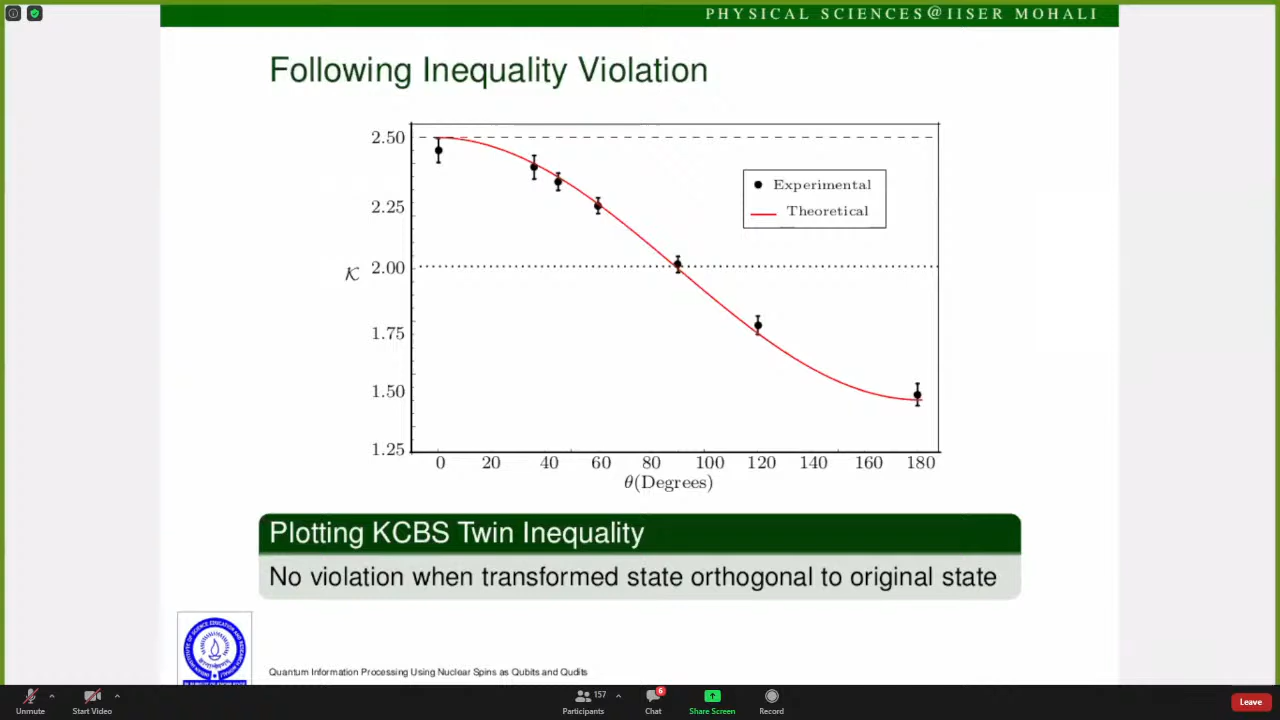 PHYSICAL SCIENCES@IISER MOHALI
Following Inequality Violation
2.50
2.25
2.00
1.75
1.50
1.25
𝒦
Experimental
Theoretical
0 20 40 60 80 100 120 140 160 180
θ(Degrees)
Plotting KCBS Twin Inequality
No violation when transformed state orthogonal to original state
Quantum Information Processing Using Nuclear Spins as Qubits and Qudits
Unmute
Start Video
157
Participants
6
Chat
Share Screen
Record
Leave